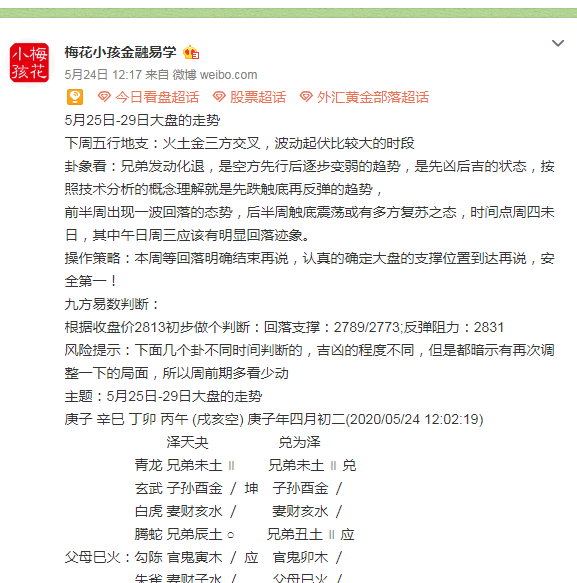 小梅
孩花
梅花小孩金融易学
5月24日 12:17 来自 微博 weibo.com
今日看盘超话 股票超话 外汇黄金部落超话
5月25日-29日大盘的走势
下周五行地支：火土金三方交叉，波动起伏比较大的时段
卦象看：兄弟发动化退，是空方先行后逐步变弱的趋势，是先凶后吉的状态，按
照技术分析的概念理解就是先跌触底再反弹的趋势，
前半周出现一波回落的态势，后半周触底震荡或有多方复苏之态，时间点周四未
日，其中午日周三应该有明显回落迹象。
操作策略：本周等回落明确结束再说，认真的确定大盘的支撑位置到达再说，安
全第一！
九方易数判断：
根据收盘价2813初步做个判断：回落支撑：2789/2773;反弹阻力：2831
风险提示：下面几个卦不同时间判断的，吉凶的程度不同，但是都暗示有再次调
整一下的局面，所以周前期多看少动
主题：5月25日-29日大盘的走势
庚子 辛巳 丁卯 丙午 (戌亥空) 庚子年四月初二(2020/05/24 12:02:19)
泽天夬 兑为泽
青龙 兄弟未土 〃 兄弟未土 〃 兑
玄武 子孙酉金 / 坤 子孙酉金 /
白虎 妻财亥水 / 妻财亥水 /
腾蛇 兄弟辰土 ○ 兄弟丑土 〃 应
父母巳火：勾陈 官鬼寅木 / 应 官鬼卯木 /
朱雀 妻财子水 / 父母巳火 /